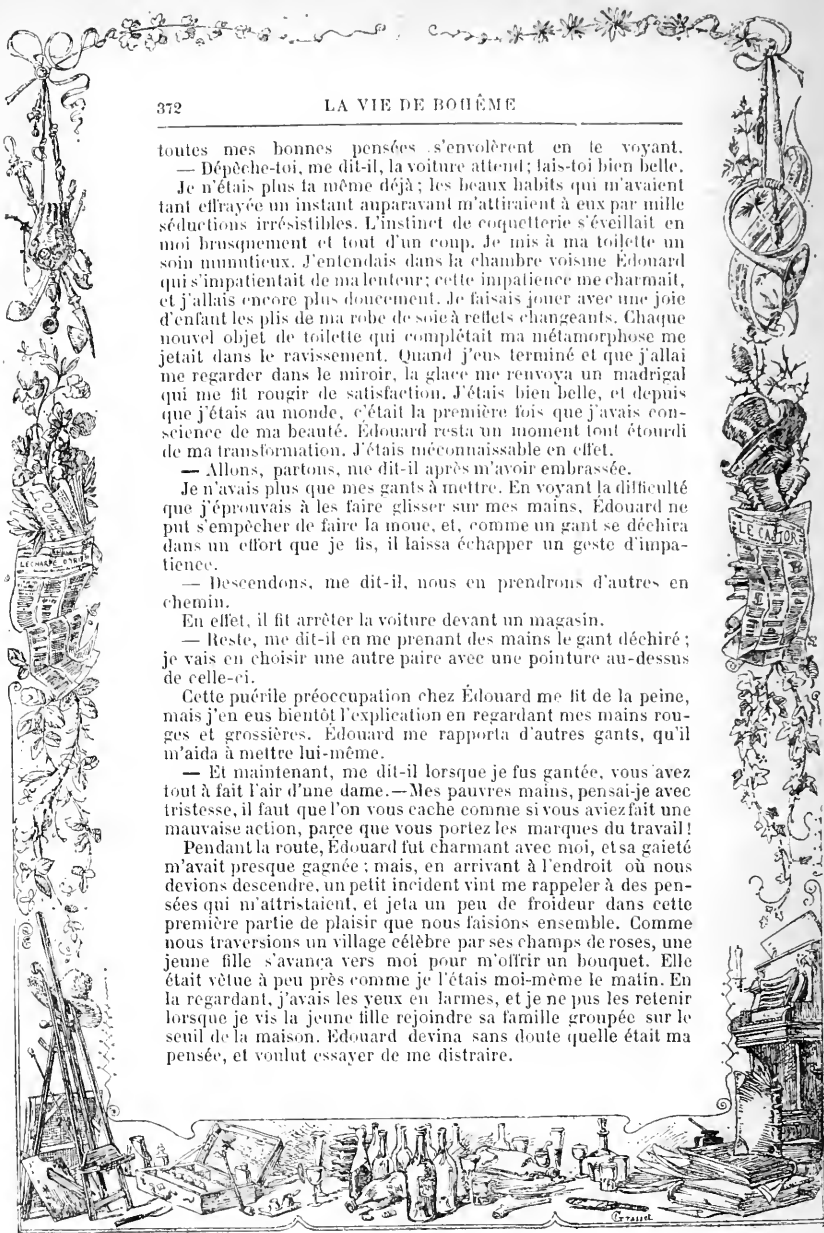 372 LA VIE DE BOHÊME
toutes mes bonnes pensées s'envolèrent en le voyant.
— Dépêche-toi, me dit-il, la voiture attend ; fais-toi bien belle.
Je n'étais plus la même déjà ; les beaux habits qui m'avaient
tant effrayée un instant auparavant m'attiraient à eux par mille
séductions irrésistibles. L'instinct de coquetterie s'éveillait en
moi brusquement et tout d'un coup. Je mis à ma toilette un
soin minutieux. J'entendais dans la chambre voisine Édouard
qui s'impatientait de ma lenteur ; cette impatience me charmait,
et j'allais encore plus doucement. Je faisais jouer avec une joie
d'enfant les plis de ma robe de soie à reflets changeants. Chaque
nouvel objet de toilette qui complétait ma métamorphose me
jetait dans le ravissement. Quand j'eus terminé et que j'allai
me regarder dans le miroir, la glace me renvoya un madrigal
qui me fit rougir de satisfaction. J'étais bien belle, et depuis
que j'étais au monde, c'était la première fois que j'avais con-
science de ma beauté. Édouard resta un moment tout étourdi
de ma transformation. J'étais méconnaissable en effet.
— Allons, partons, me dit-il après m'avoir embrassée.
Je n'avais plus que mes gants à mettre. En voyant la difficulté
que j'éprouvais à les faire glisser sur mes mains, Édouard ne
put s'empêcher de faire la moue, et, comme un gant se déchira
dans un effort que je fis, il laissa échapper un geste d'impa-
tience.
— Descendons, me dit-il, nous en prendrons d'autres en
chemin.
En effet, il fit arrêter la voiture devant un magasin.
— Reste, me dit-il en me prenant des mains le gant déchiré ;
je vais en choisir une autre paire avec une pointure au-dessus
de celle-ci.
Cette puérile préoccupation chez Édouard me fit de la peine,
mais j'en eus bientôt l'explication en regardant mes mains rou-
ges et grossières. Édouard me rapporta d'autres gants, qu'il
m'aida à mettre lui-même.
— Et maintenant, me dit-il lorsque je fus gantée, vous avez
tout à fait l'air d'une dame. — Mes pauvres mains, pensai-je avec
tristesse, il faut que l'on vous cache comme si vous aviez fait une
mauvaise action, parce que vous portez les marques du travail !
Pendant la route, Édouard fut charmant avec moi, et sa gaieté
m'avait presque gagnée ; mais, en arrivant à l'endroit où nous
devions descendre, un petit incident vint me rappeler à des pen-
sées qui m'attristaient, et jeta un peu de froideur dans cette
première partie de plaisir que nous faisions ensemble. Comme
nous traversions un village célèbre par ses champs de roses, une
jeune fille s'avança vers moi pour m'offrir un bouquet. Elle
était vêtue à peu près comme je l'étais moi-même le matin. En
la regardant, j'avais les yeux en larmes, et je ne pus les retenir
lorsque je vis la jeune fille rejoindre sa famille groupée sur le
seuil de la maison. Edouard devina sans doute quelle était ma
pensée, et voulut essayer de me distraire.
LE CASTOR
L'ECHARPE D'IRIS
Grasset